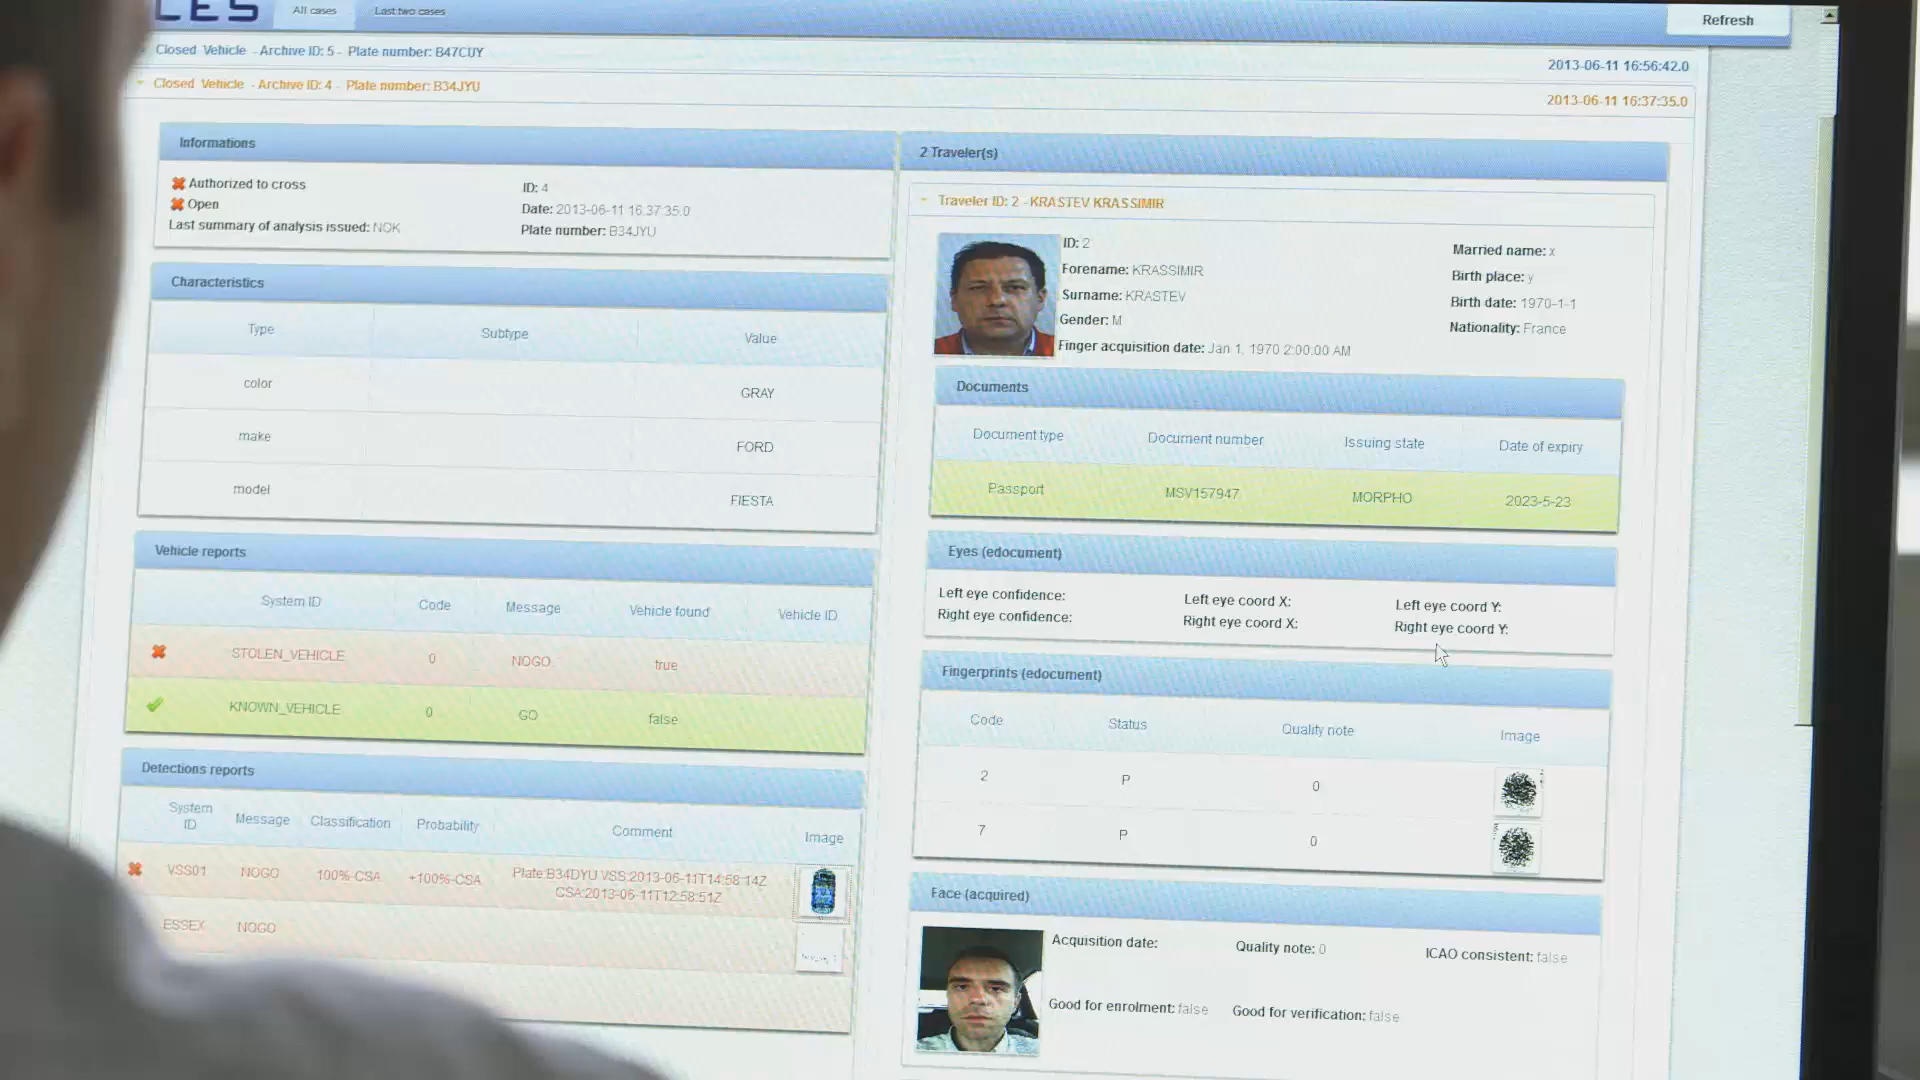 All cases Last two cases
Refresh
Closed Vehicle - Archive ID: 5 - Plate number: B47CUY
2013-06-11 16:56:42.0
Closed Vehicle - Archive ID: 4 - Plate number: B34JYU
2013-06-11 16:37:35.0
Informations
Authorized to cross
Open
Last summary of analysis issued: NOK
ID: 4
Date: 2013-06-11 16:37:35.0
Plate number: B34JYU
Characteristics
Type Subtype Value
color GRAY
make FORD
model FIESTA
Vehicle reports
System ID Code Message Vehicle found Vehicle ID
STOLEN_VEHICLE 0 NOGO true
KNOWN_VEHICLE 0 GO false
Detections reports
System ID Message Classification Probability Comment Image
VSS01 NOGO 100%-CSA +100%-CSA Plate:B34DYU VSS:2013-06-11T14:58:14Z
CSA:2013-06-11T12:58:51Z
ESSEX NOGO
2 Traveler(s)
Traveler ID: 2 - KRASTEV KRASSIMIR
ID: 2
Forename: KRASSIMIR
Surname: KRASTEV
Gender: M
Finger acquisition date: Jan 1, 1970 2:00:00 AM
Married name: x
Birth place: y
Birth date: 1970-1-1
Nationality: France
Documents
Document type Document number Issuing state Date of expiry
Passport MSV157947 MORPHO 2023-5-23
Eyes (edocument)
Left eye confidence: Left eye coord X: Left eye coord Y:
Right eye confidence: Right eye coord X: Right eye coord Y:
Fingerprints (edocument)
Code Status Quality note Image
2 P 0
7 P 0
Face (acquired)
Acquisition date: Quality note: 0 ICAO consistent: false
Good for enrolment: false Good for verification: false